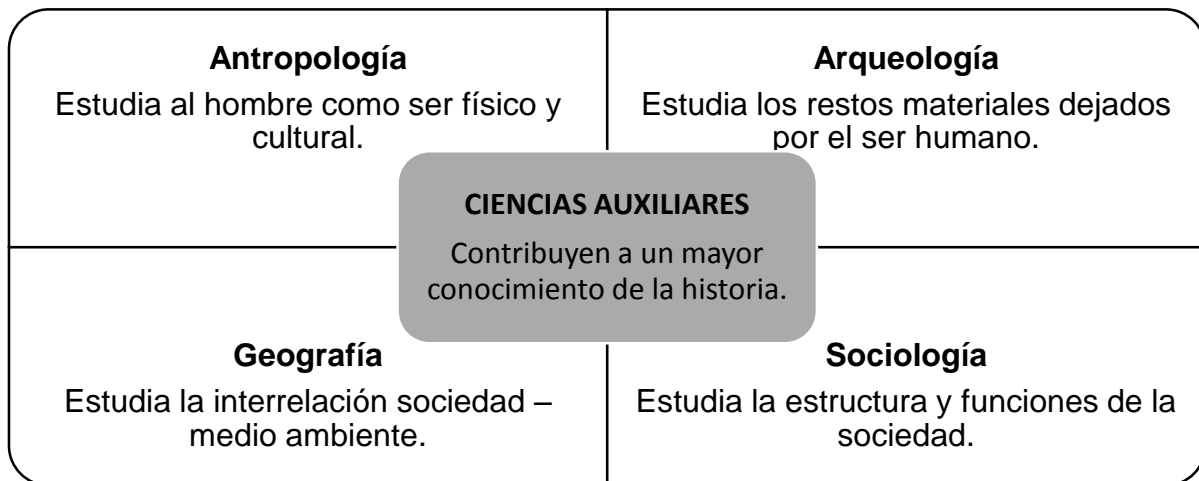 Antropología
Estudia al hombre como ser físico y
cultural.
Arqueología
Estudia los restos materiales dejados
por el ser humano.
CIENCIAS AUXILIARES
Contribuyen a un mayor
conocimiento de la historia.
Geografía
Estudia la interrelación sociedad –
medio ambiente.
Sociología
Estudia la estructura y funciones de la
sociedad.